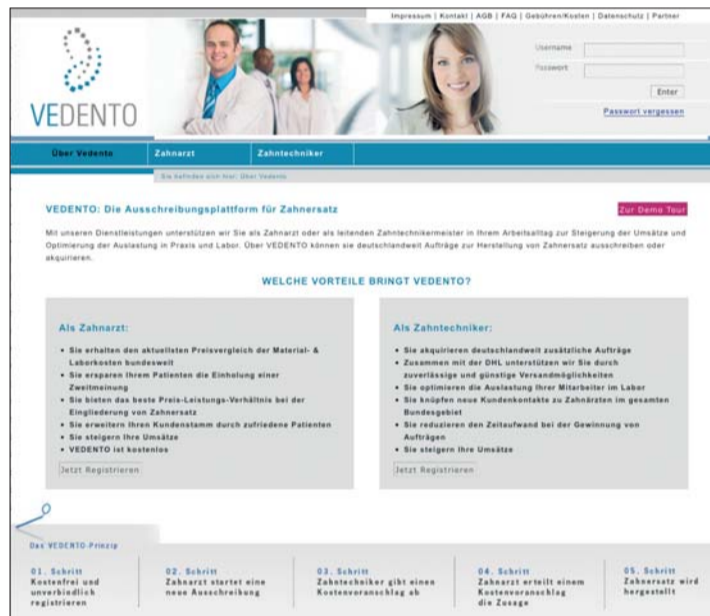 Impressum | Kontakt | AGB | FAQ | Gebühren/Kosten | Datenschutz | Partner
Username
Passwort
Enter
Passwort vergessen
VEDENTO
Über Vedento Zahnarzt Zahntechniker
Sie befinden sich hier: Über Vedento
VEDENTO: Die Ausschreibungsplattform für Zahnersatz
Zur Demo Tour
Mit unseren Dienstleistungen unterstützen wir Sie als Zahnarzt oder als leitenden Zahntechnikermeister in Ihrem Arbeitsalltag zur Steigerung der Umsätze und
Optimierung der Auslastung in Praxis und Labor. Über VEDENTO können sie deutschlandweit Aufträge zur Herstellung von Zahnersatz ausschreiben oder
akquirieren.
WELCHE VORTEILE BRINGT VEDENTO?
Als Zahnarzt:
• Sie erhalten den aktuellsten Preisvergleich der Material- &
Laborkosten bundesweit
• Sie ersparen Ihrem Patienten die Einholung einer
Zweitmeinung
• Sie bieten das beste Preis-Leistungs-Verhältnis bei der
Eingliederung von Zahnersatz
• Sie erweitern Ihren Kundenstamm durch zufriedene Patienten
• Sie steigern Ihre Umsätze
• VEDENTO ist kostenlos
Jetzt Registrieren
Als Zahntechniker:
• Sie akquirieren deutschlandweit zusätzliche Aufträge
• Zusammen mit der DHL unterstützen wir Sie durch
zuverlässige und günstige Versandmöglichkeiten
• Sie optimieren die Auslastung Ihrer Mitarbeiter im Labor
• Sie knüpfen neue Kundenkontakte zu Zahnärzten im gesamten
Bundesgebiet
• Sie reduzieren den Zeitaufwand bei der Gewinnung von
Aufträgen
• Sie steigern Ihre Umsätze
Jetzt Registrieren
Das VEDENTO-Prinzip
01. Schritt
Kostenfrei und
unverbindlich
registrieren
02. Schritt
Zahnarzt startet eine
neue Ausschreibung
03. Schritt
Zahntechniker gibt einen
Kostenvoranschlag ab
04. Schritt
Zahnarzt erteilt einem
Kostenvoranschlag
die Zusage
05. Schritt
Zahnersatz wird
hergestellt